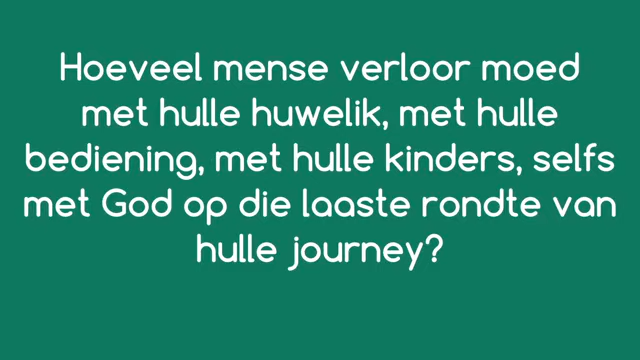 Hoeveel mense verloor moed
met hulle huwelik, met hulle
bediening, met hulle kinders, selfs
met God op die laaste rondte van
hulle journey?